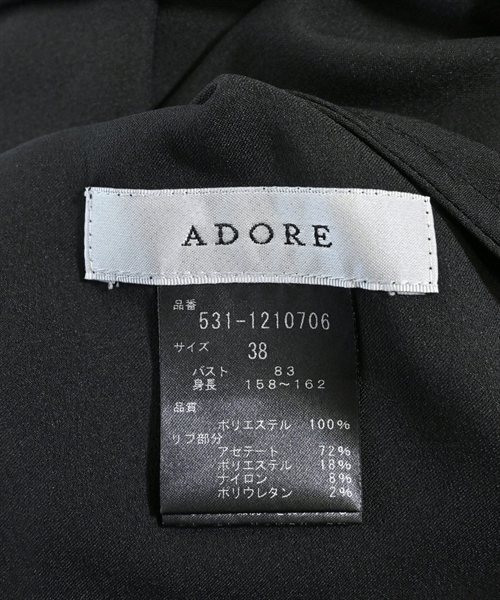 ADORE
品番
531-1210706
サイズ 38
バスト 83
身長 158~162
品質
ポリエステル 100%
リブ部分
アセテート 72%
ポリエステル 18%
ナイロン 8%
ポリウレタン 2%